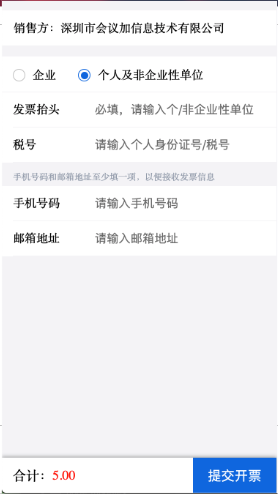 销售方：深圳市会议加信息技术有限公司
企业 个人及非企业性单位
发票抬头 必填，请输入个/非企业性单位
税号 请输入个人身份证号/税号
手机号码和邮箱地址至少填一项，以便接收发票信息
手机号码 请输入手机号码
邮箱地址 请输入邮箱地址
合计：5.00 提交开票